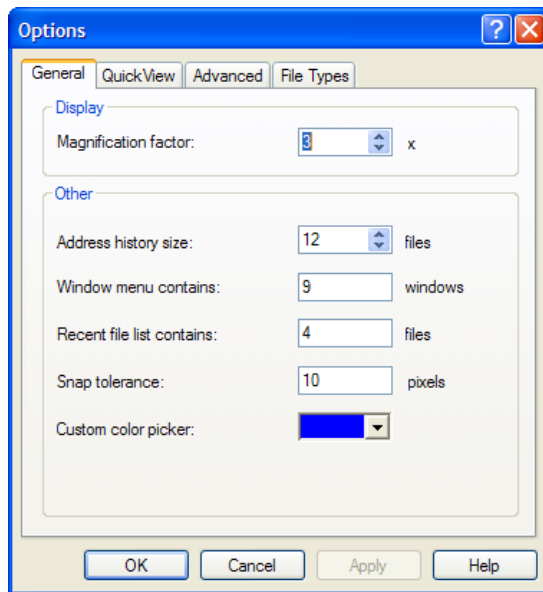 Options
General QuickView Advanced File Types
Display
Magnification factor: 3 x
Other
Address history size: 12 files
Window menu contains: 9 windows
Recent file list contains: 4 files
Snap tolerance: 10 pixels
Custom color picker:
OK Cancel Apply Help